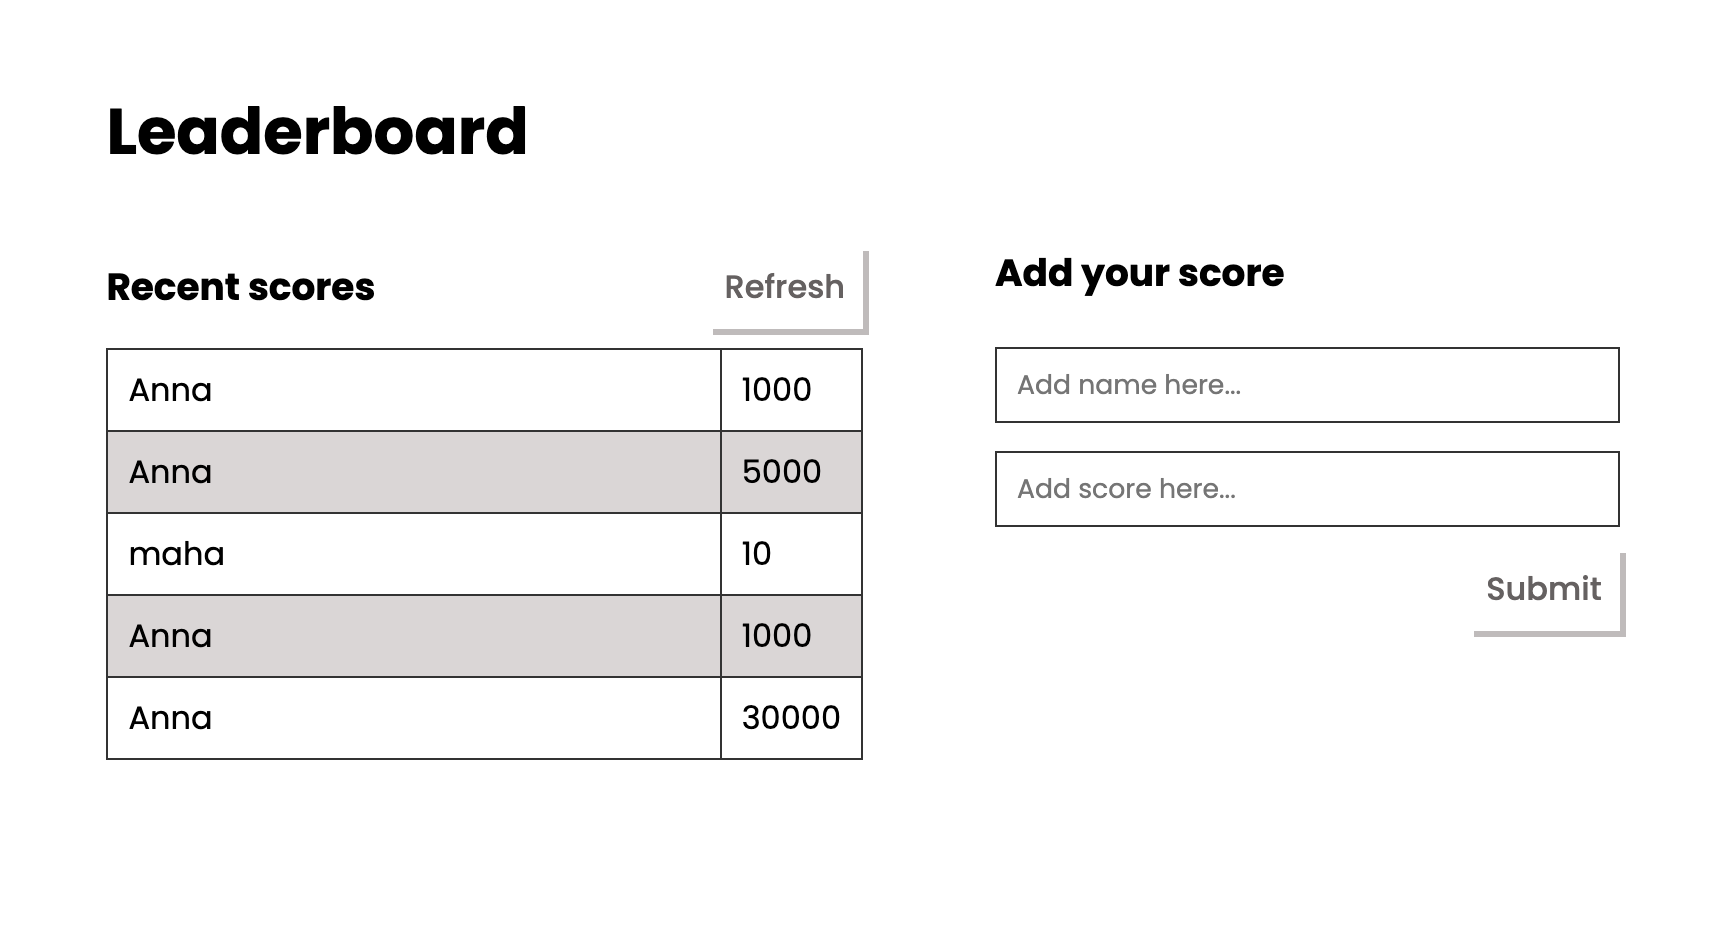 Leaderboard
Recent scores
Refresh
Anna 1000
Anna 5000
maha 10
Anna 1000
Anna 30000
Add your score
Add name here...
Add score here...
Submit